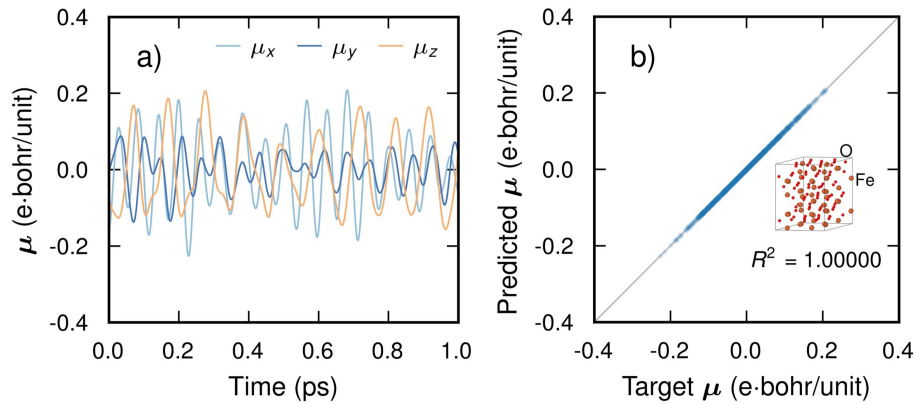 a)
μx μy μz
0.4
0.2
0.0
-0.2
-0.4
μ (e·bohr/unit)
0.0 0.2 0.4 0.6 0.8 1.0
Time (ps)
b)
0.4
0.2
0.0
-0.2
-0.4
Predicted μ (e·bohr/unit)
O
Fe
R² = 1.00000
-0.4 -0.2 0.0 0.2 0.4
Target μ (e·bohr/unit)